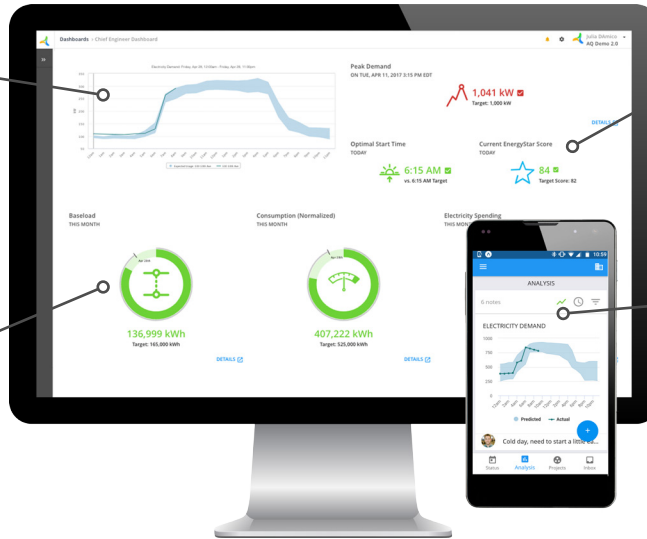 Dashboards > Chief Engineer Dashboard
Julia DiMisco
AQ Demo 2.0
Peak Demand
ON TUE, APR 11, 2017 3:15 PM EDT
1,041 kW
Target: 1,000 kW
DETAILS
Optimal Start Time
TODAY
6:15 AM
vs. 6:15 AM Target
Current EnergyStar Score
TODAY
84
Target Score: 82
Baseload
THIS MONTH
136,999 kWh
Target: 165,000 kWh
DETAILS
Consumption (Normalized)
THIS MONTH
407,222 kWh
Target: 525,000 kWh
DETAILS
Electricity Spending
THIS MONTH
10:59
ANALYSIS
6 notes
ELECTRICITY DEMAND
1000
750
500
250
0
Predicted
Actual
Cold day, need to start a little ea...
+
Status
Analysis
Projects
Inbox